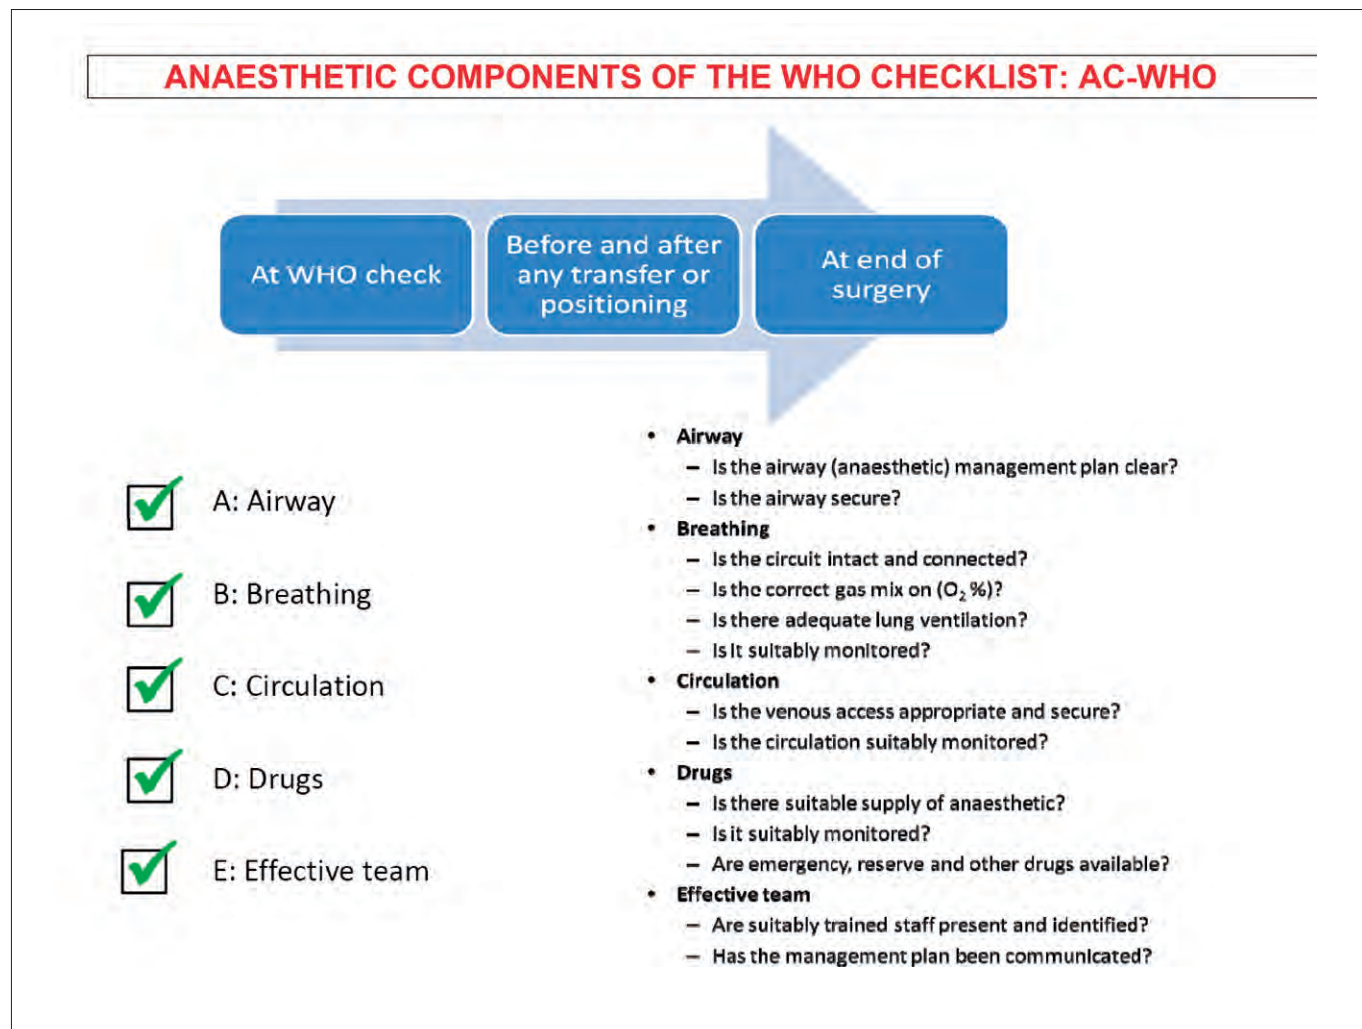 ANAESTHETIC COMPONENTS OF THE WHO CHECKLIST: AC-WHO
At WHO check
Before and after
any transfer or
positioning
At end of
surgery
A: Airway
B: Breathing
C: Circulation
D: Drugs
E: Effective team
• Airway
– Is the airway (anaesthetic) management plan clear?
– Is the airway secure?
• Breathing
– Is the circuit intact and connected?
– Is the correct gas mix on (O₂ %)?
– Is there adequate lung ventilation?
– Is it suitably monitored?
• Circulation
– Is the venous access appropriate and secure?
– Is the circulation suitably monitored?
• Drugs
– Is there suitable supply of anaesthetic?
– Is it suitably monitored?
– Are emergency, reserve and other drugs available?
• Effective team
– Are suitably trained staff present and identified?
– Has the management plan been communicated?